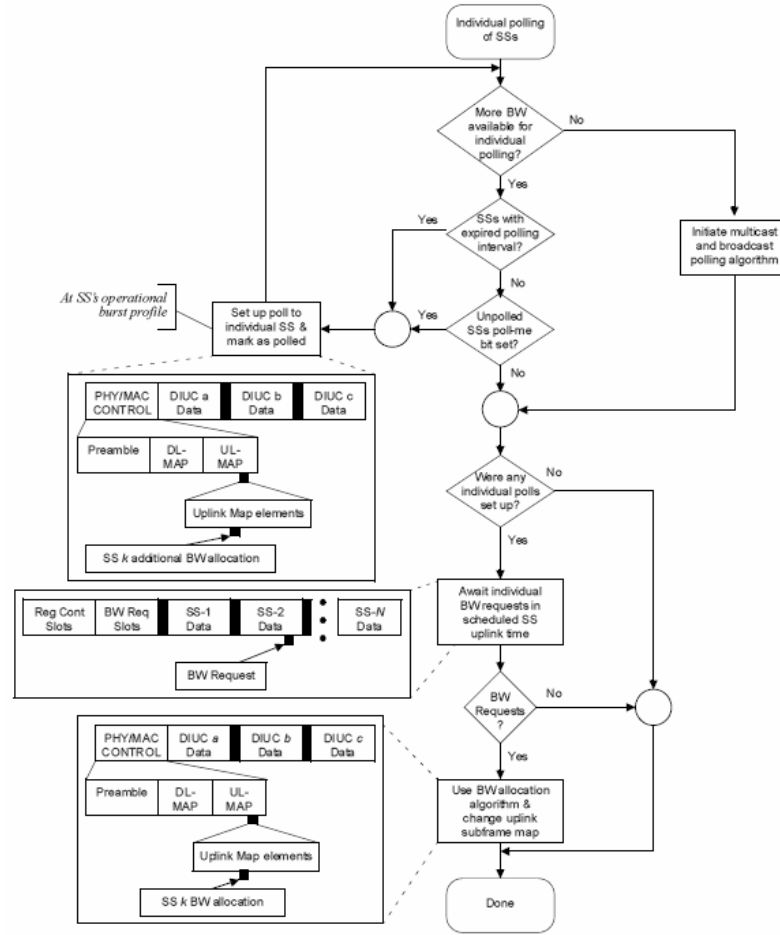 Individual polling
of SSs
More BW
available for
individual
polling?
No
Yes
SSs with
expired polling
interval?
Yes
No
Initiate multicast
and broadcast
polling algorithm
At SS's operational
burst profile
Set up poll to
individual SS &
mark as polled
Yes
Unpolled
SSs poll-me
bit set?
No
PHY/MAC
CONTROL
DIUC a
Data
DIUC b
Data
DIUC c
Data
Preamble
DL-
MAP
UL-
MAP
Uplink Map elements
SS k additional BW allocation
Were any
individual polls
set up?
No
Yes
Reg Cont
Slots
BW Req
Slots
SS-1
Data
SS-2
Data
SS-N
Data
BW Request
Await individual
BW requests in
scheduled SS
uplink time
BW
Requests
?
No
Yes
PHY/MAC
CONTROL
DIUC a
Data
DIUC b
Data
DIUC c
Data
Preamble
DL-
MAP
UL-
MAP
Uplink Map elements
SS k BW allocation
Use BW allocation
algorithm &
change uplink
subframe map
Done